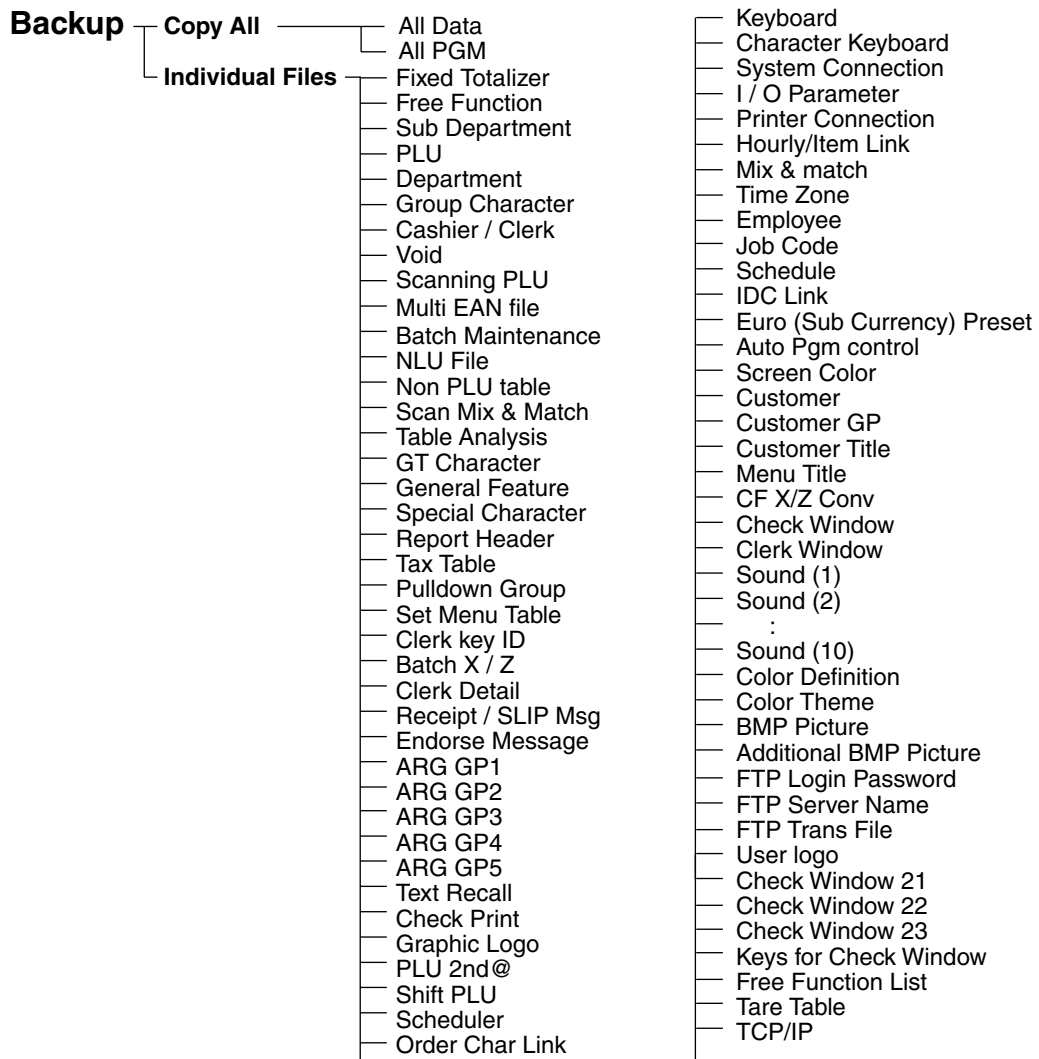 Backup
Copy All
All Data
All PGM
Individual Files
Fixed Totalizer
Free Function
Sub Department
PLU
Department
Group Character
Cashier / Clerk
Void
Scanning PLU
Multi EAN file
Batch Maintenance
NLU File
Non PLU table
Scan Mix & Match
Table Analysis
GT Character
General Feature
Special Character
Report Header
Tax Table
Pulldown Group
Set Menu Table
Clerk key ID
Batch X / Z
Clerk Detail
Receipt / SLIP Msg
Endorse Message
ARG GP1
ARG GP2
ARG GP3
ARG GP4
ARG GP5
Text Recall
Check Print
Graphic Logo
PLU 2nd@
Shift PLU
Scheduler
Order Char Link
Keyboard
Character Keyboard
System Connection
I / O Parameter
Printer Connection
Hourly/Item Link
Mix & match
Time Zone
Employee
Job Code
Schedule
IDC Link
Euro (Sub Currency) Preset
Auto Pgm control
Screen Color
Customer
Customer GP
Customer Title
Menu Title
CF X/Z Conv
Check Window
Clerk Window
Sound (1)
Sound (2)
:
Sound (10)
Color Definition
Color Theme
BMP Picture
Additional BMP Picture
FTP Login Password
FTP Server Name
FTP Trans File
User logo
Check Window 21
Check Window 22
Check Window 23
Keys for Check Window
Free Function List
Tare Table
TCP/IP